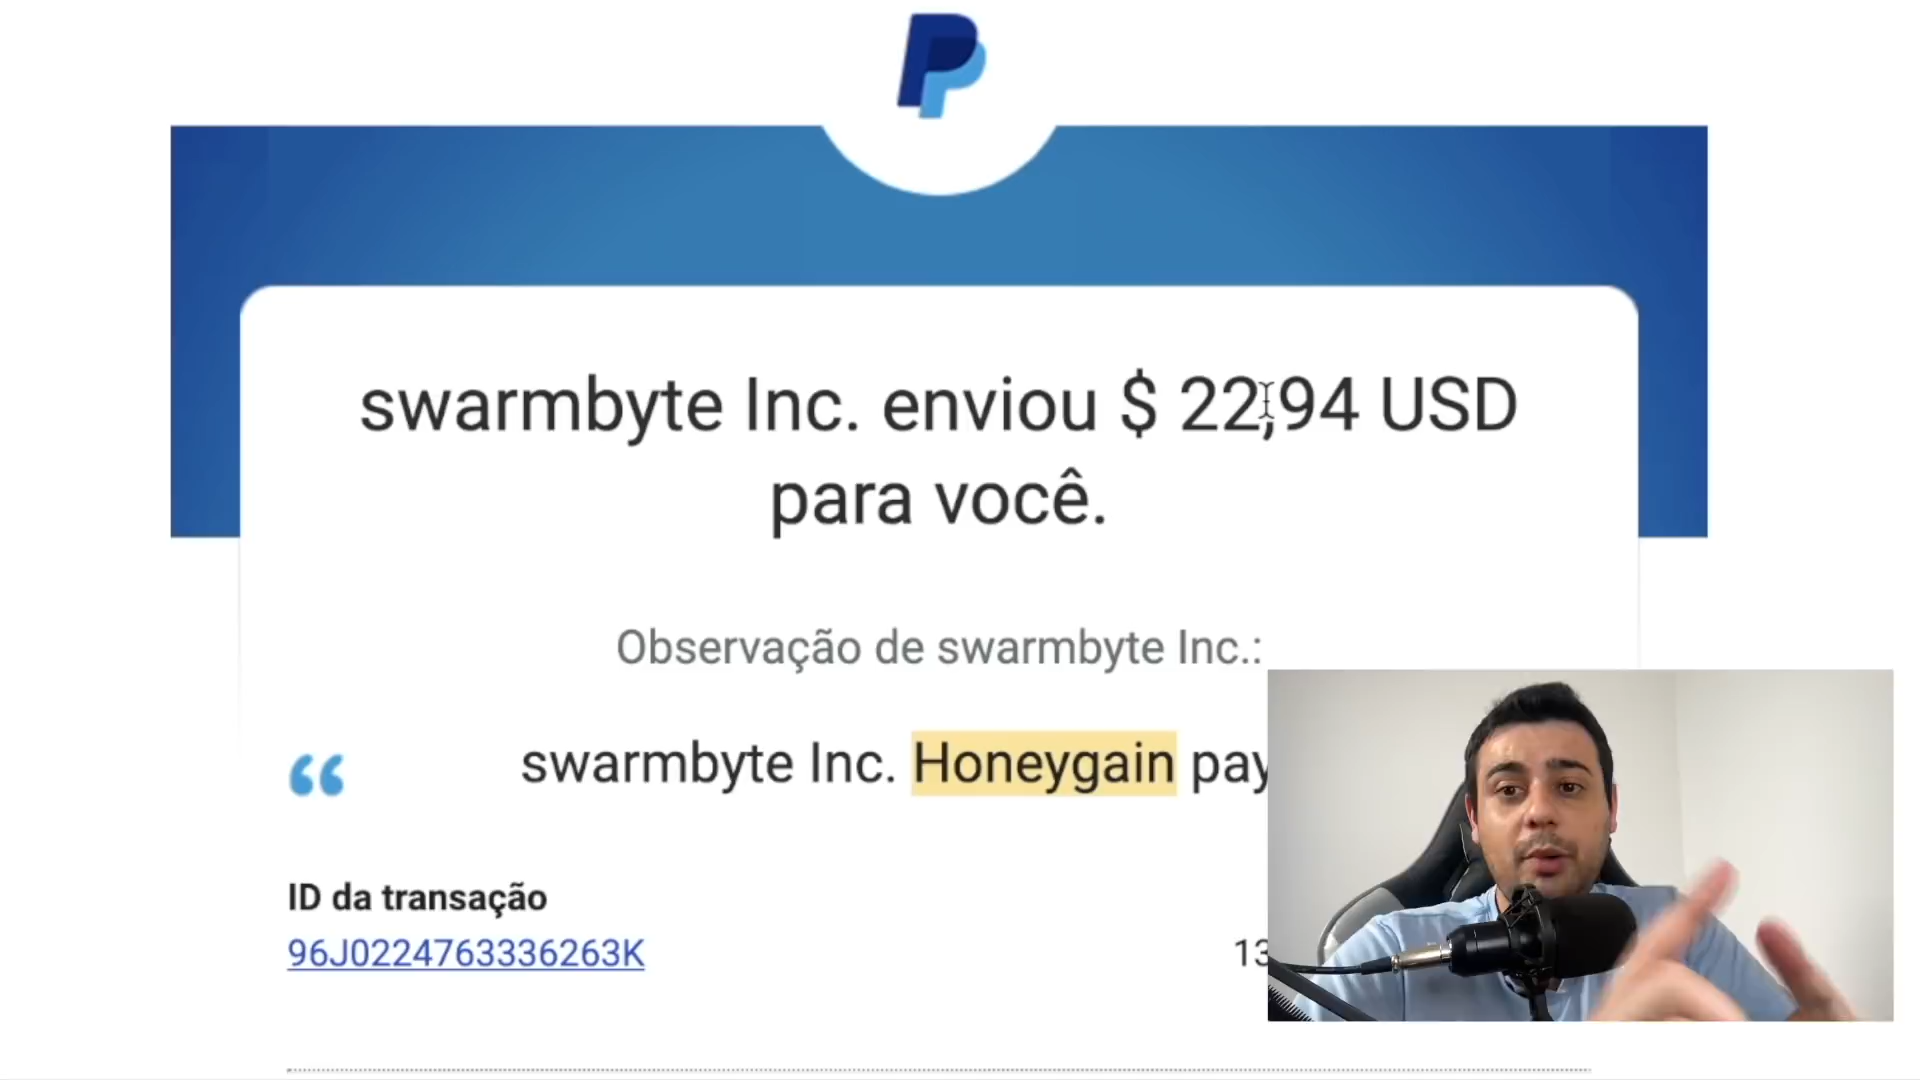 swarmbyte Inc. enviou $ 22,94 USD
para você.
Observação de swarmbyte Inc.:
“ swarmbyte Inc. Honeygain pay
ID da transação
96J0224763336263K
13